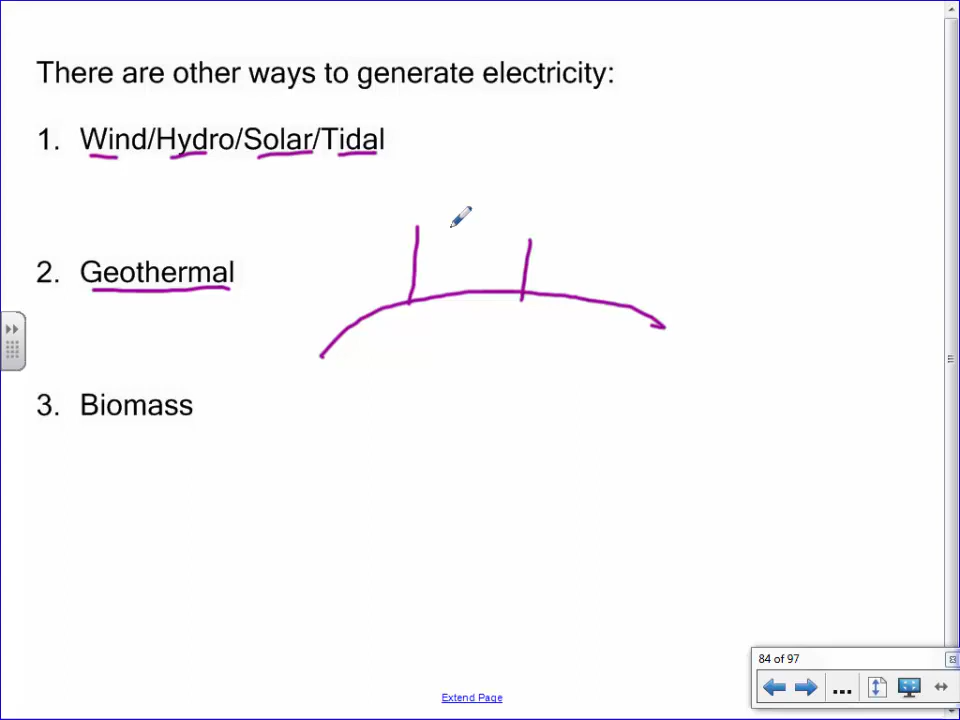 There are other ways to generate electricity:
1. Wind/Hydro/Solar/Tidal
2. Geothermal
3. Biomass
84 of 97
Extend Page